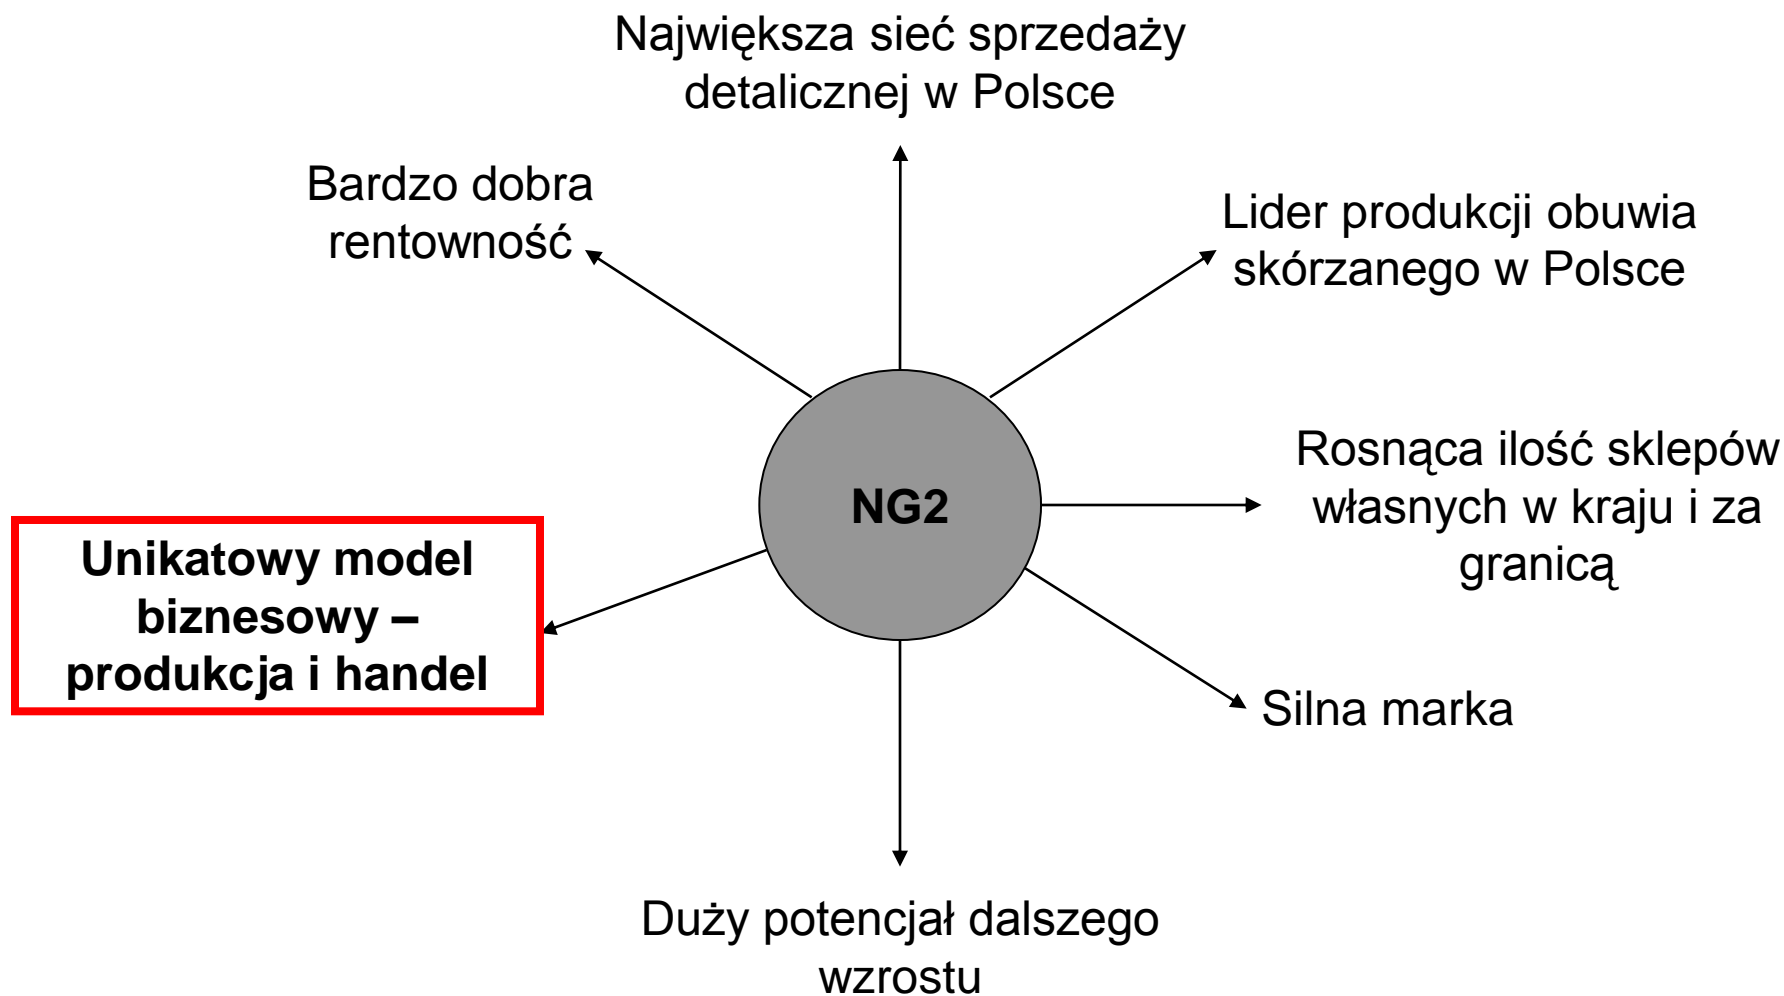 Największa sieć sprzedaży
detalicznej w Polsce
Bardzo dobra
rentowność
Lider produkcji obuwia
skórzanego w Polsce
Rosnąca ilość sklepów
własnych w kraju i za
granicą
NG2
Unikatowy model
biznesowy –
produkcja i handel
Silna marka
Duży potencjał dalszego
wzrostu